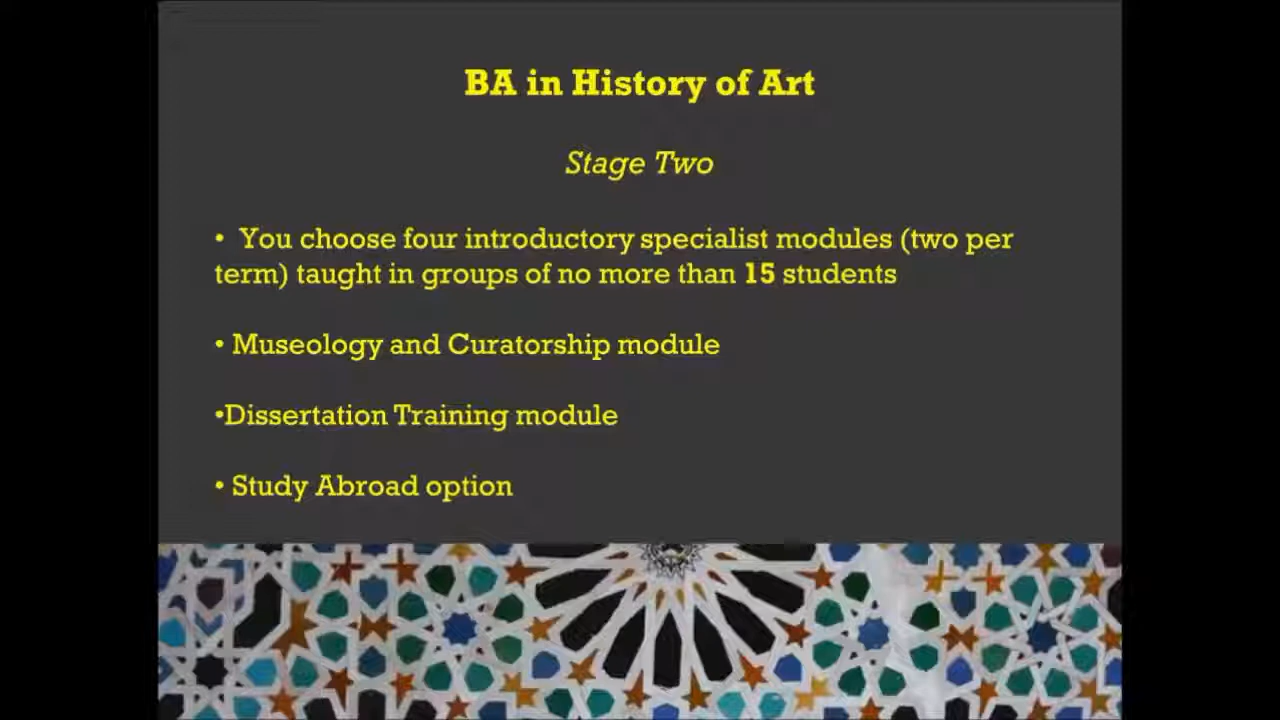 BA in History of Art
Stage Two
• You choose four introductory specialist modules (two per
term) taught in groups of no more than 15 students
• Museology and Curatorship module
•Dissertation Training module
• Study Abroad option